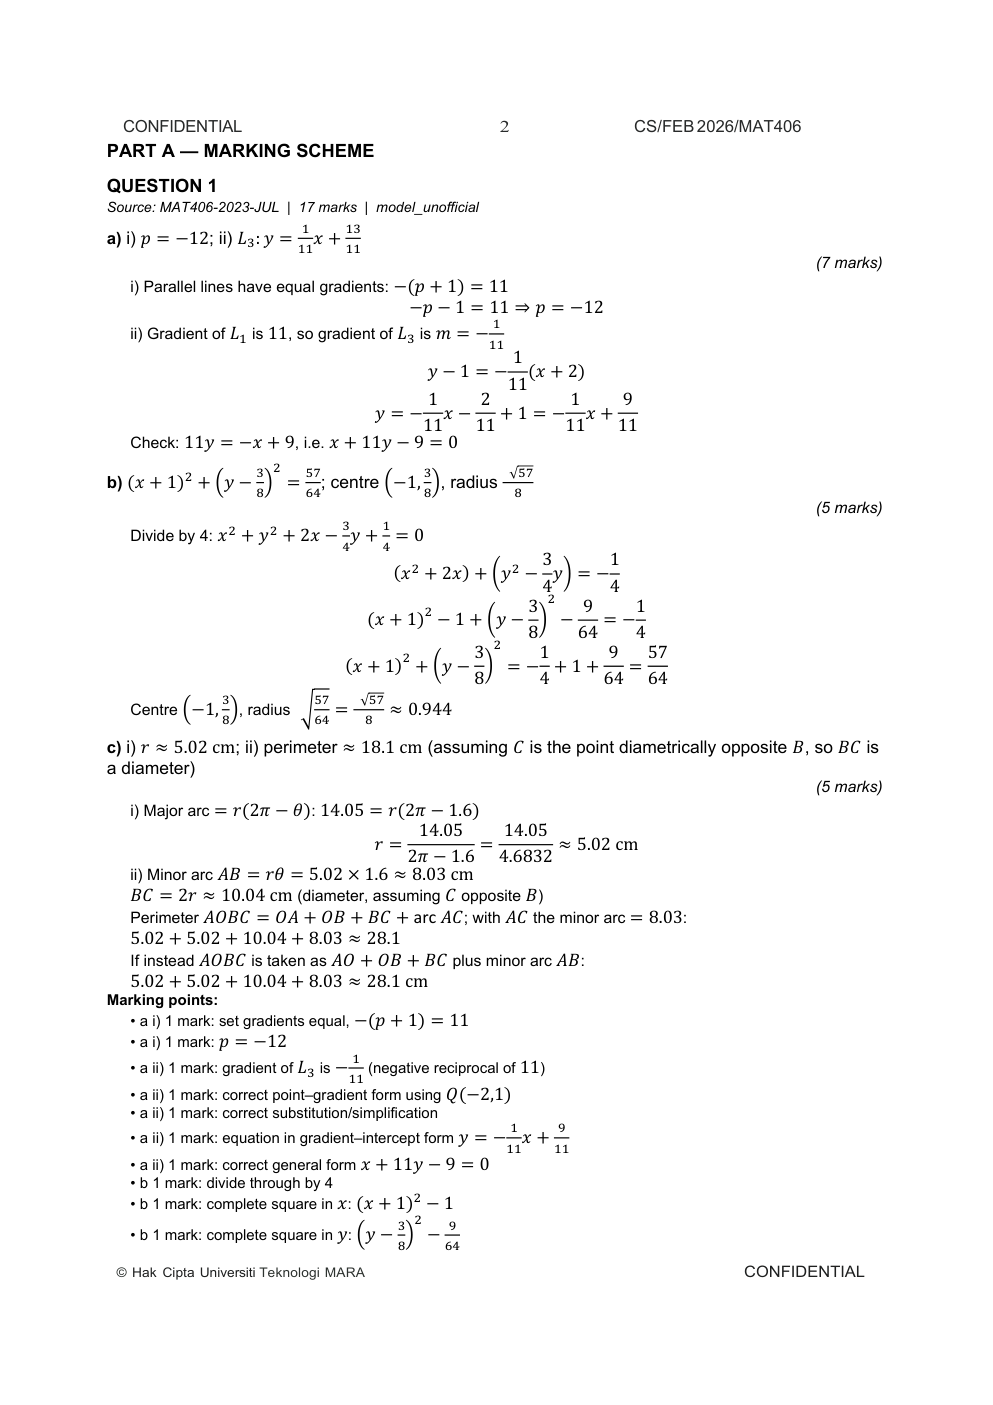 CONFIDENTIAL 2 CS/FEB 2026/MAT406
PART A — MARKING SCHEME
QUESTION 1
Source: MAT406-2023-JUL | 17 marks | model_unofficial
a) i) p = −12; ii) L₃: y = 1/11 x + 13/11
(7 marks)
i) Parallel lines have equal gradients: −(p + 1) = 11
−p − 1 = 11 ⇒ p = −12
ii) Gradient of L₁ is 11, so gradient of L₃ is m = −1/11
y − 1 = −1/11 (x + 2)
y = −1/11 x − 2/11 + 1 = −1/11 x + 9/11
Check: 11y = −x + 9, i.e. x + 11y − 9 = 0
b) (x + 1)² + (y − 3/8)² = 57/64; centre (−1, 3/8), radius √57/8
(5 marks)
Divide by 4: x² + y² + 2x − 3/4 y + 1/4 = 0
(x² + 2x) + (y² − 3/4 y) = −1/4
(x + 1)² − 1 + (y − 3/8)² − 9/64 = −1/4
(x + 1)² + (y − 3/8)² = −1/4 + 1 + 9/64 = 57/64
Centre (−1, 3/8), radius √(57/64) = √57/8 ≈ 0.944
c) i) r ≈ 5.02 cm; ii) perimeter ≈ 18.1 cm (assuming C is the point diametrically opposite B, so BC is
a diameter)
(5 marks)
i) Major arc = r(2π − θ): 14.05 = r(2π − 1.6)
r = 14.05/(2π − 1.6) = 14.05/4.6832 ≈ 5.02 cm
ii) Minor arc AB = rθ = 5.02 × 1.6 ≈ 8.03 cm
BC = 2r ≈ 10.04 cm (diameter, assuming C opposite B)
Perimeter AOBC = OA + OB + BC + arc AC; with AC the minor arc = 8.03:
5.02 + 5.02 + 10.04 + 8.03 ≈ 28.1
If instead AOBC is taken as AO + OB + BC plus minor arc AB:
5.02 + 5.02 + 10.04 + 8.03 ≈ 28.1 cm
Marking points:
• a i) 1 mark: set gradients equal, −(p + 1) = 11
• a i) 1 mark: p = −12
• a ii) 1 mark: gradient of L₃ is −1/11 (negative reciprocal of 11)
• a ii) 1 mark: correct point–gradient form using Q(−2,1)
• a ii) 1 mark: correct substitution/simplification
• a ii) 1 mark: equation in gradient–intercept form y = −1/11 x + 9/11
• a ii) 1 mark: correct general form x + 11y − 9 = 0
• b 1 mark: divide through by 4
• b 1 mark: complete square in x: (x + 1)² − 1
• b 1 mark: complete square in y: (y − 3/8)² − 9/64
© Hak Cipta Universiti Teknologi MARA CONFIDENTIAL